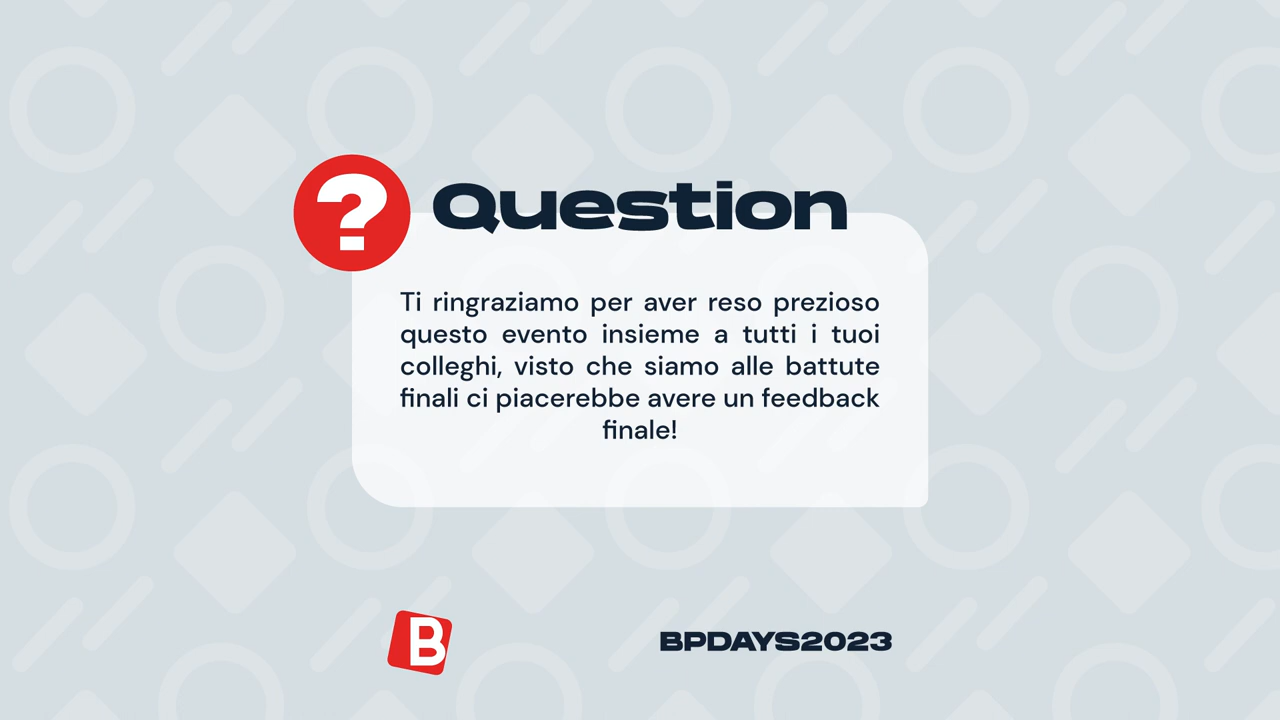 ?
Question
Ti ringraziamo per aver reso prezioso
questo evento insieme a tutti i tuoi
colleghi, visto che siamo alle battute
finali ci piacerebbe avere un feedback
finale!
B
BPDAYS2023